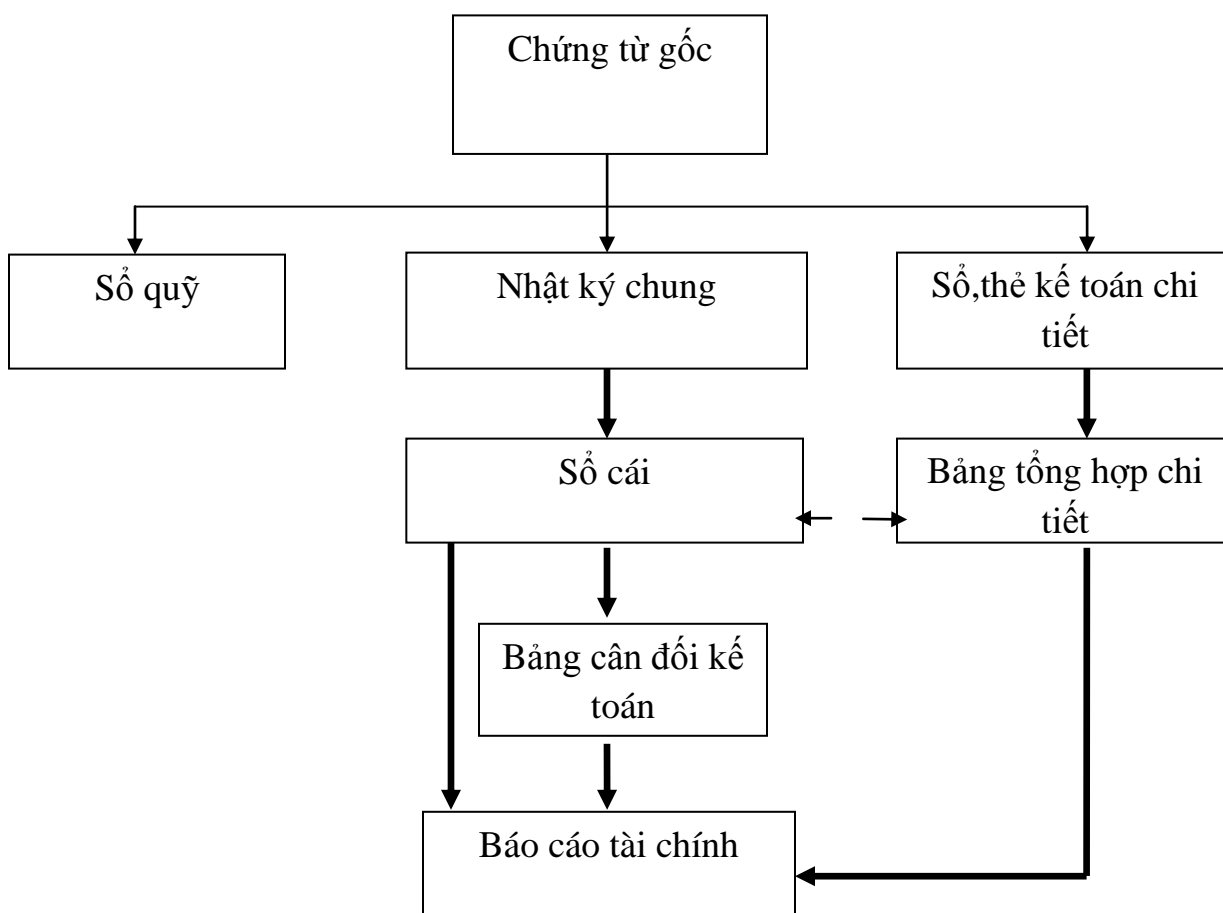 Chứng từ gốc
Sổ quỹ
Nhật ký chung
Sổ,thẻ kế toán chi
tiết
Sổ cái
Bảng tổng hợp chi
tiết
Bảng cân đối kế
toán
Báo cáo tài chính